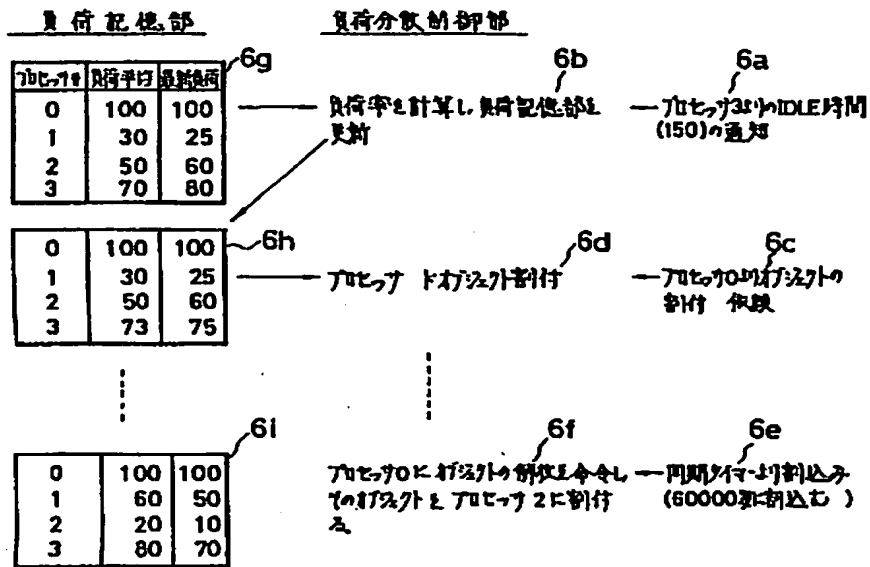 負荷記憶部
負荷分散制御部
6g
6b
6a
プロセッサ# 負荷平均 最新負荷
0 100 100
1 30 25
2 50 60
3 70 80
負荷率を計算し、負荷記憶部を
更新
プロセッサ3よりのIDLE時間
(150)の通知
6h
6d
6c
0 100 100
1 30 25
2 50 60
3 73 75
プロセッサ オブジェクト割付
プロセッサ0よりオブジェクトの
割付 依頼
6i
6f
6e
0 100 100
1 60 50
2 20 10
3 80 70
プロセッサ0にオブジェクトの解放を命令し
そのオブジェクトをプロセッサ2に割付
る。
同期タイマーより割込み
(60000毎に割込む)